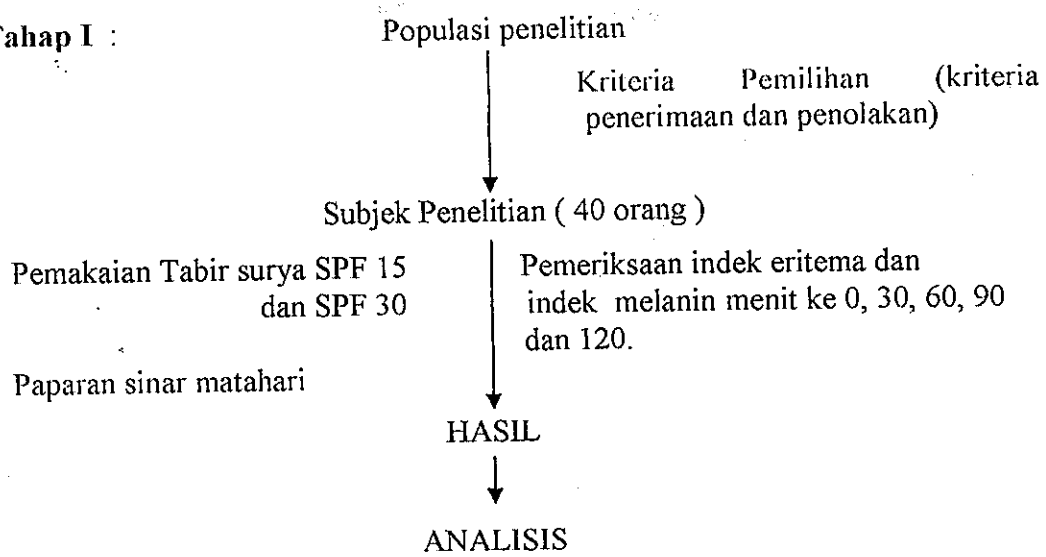 ahap I :
Populasi penelitian
Kriteria Pemilihan (kriteria
penerimaan dan penolakan)
Subjek Penelitian ( 40 orang )
Pemakaian Tabir surya SPF 15
dan SPF 30
Pemeriksaan indek eritema dan
indek melanin menit ke 0, 30, 60, 90
dan 120.
Paparan sinar matahari
HASIL
ANALISIS